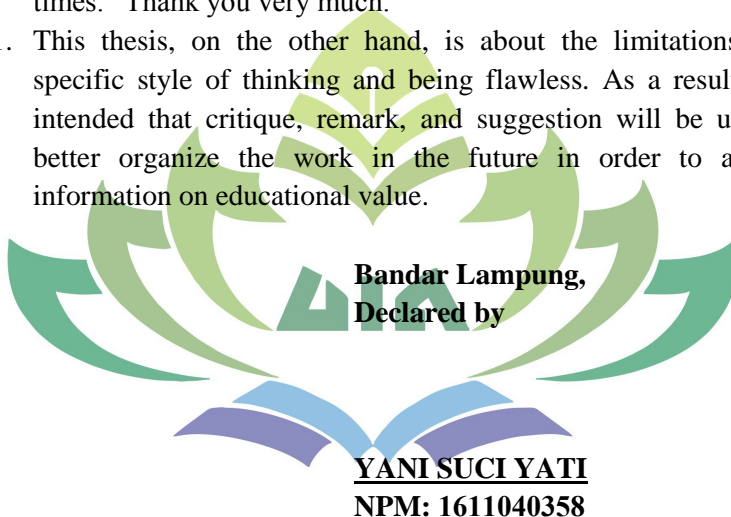 times." Thank you very much.
. This thesis, on the other hand, is about the limitations
specific style of thinking and being flawless. As a result
intended that critique, remark, and suggestion will be u
better organize the work in the future in order to a
information on educational value.
Bandar Lampung,
Declared by
YANI SUCI YATI
NPM: 1611040358